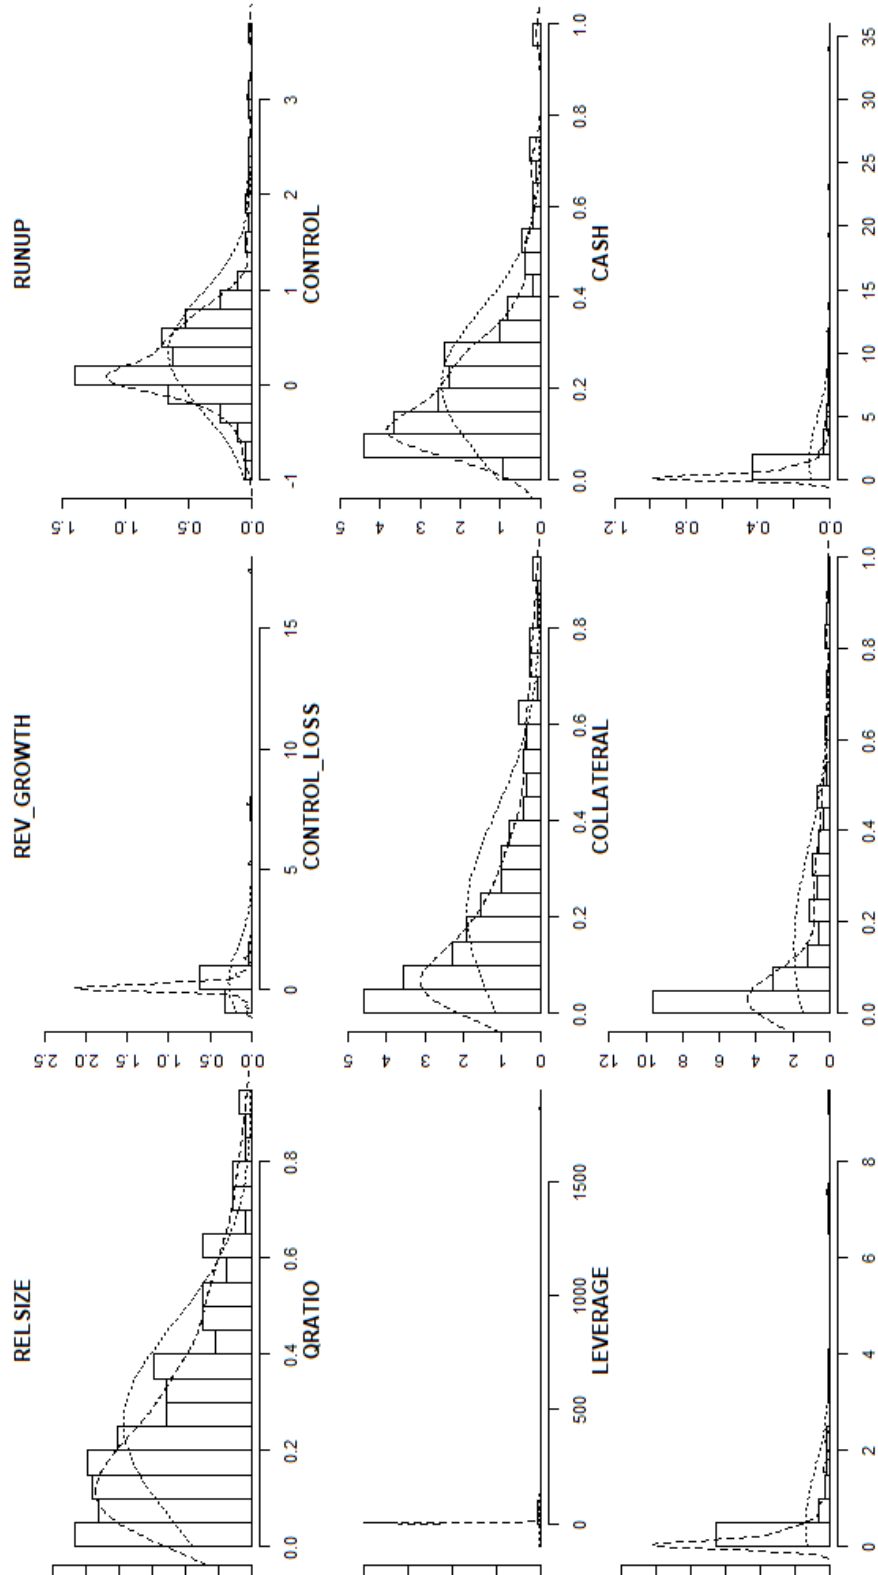 RELSIZE REV_GROWTH RUNUP
0.0 0.5 1.0 1.5 2.0 2.5
0.0 0.5 1.0 1.5
0.0 0.2 0.4 0.6 0.8
0 5 10 15
−1 0 1 2 3
QRATIO CONTROL_LOSS CONTROL
0 1 3 4 5
0 1 2 3 4 5
0 500 1000 1500
0.0 0.2 0.4 0.6 0.8
0.0 0.2 0.4 0.6 0.8 1.0
LEVERAGE COLLATERAL CASH
0 2 4 6 8 10 12
0.0 0.4 0.8 1.2
0 2 4 6 8
0.0 0.2 0.4 0.6 0.8 1.0
0 5 10 15 20 25 30 35